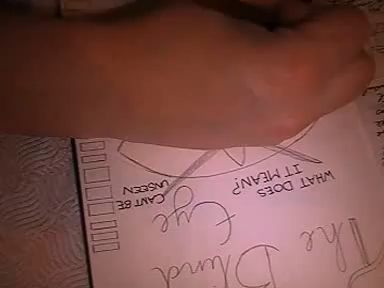 The Blind
Eye
WHAT DOES
IT MEAN?
CANT BE
UNSEEN